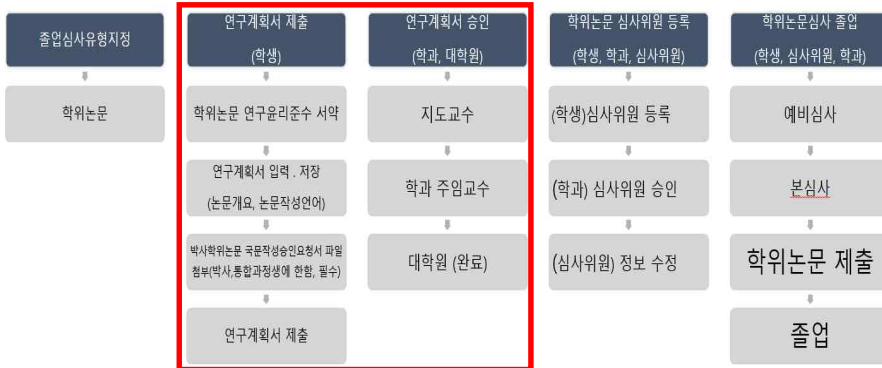 졸업심사유형지정
학위논문
연구계획서 제출
(학생)
학위논문 연구윤리준수 서약
연구계획서 입력 . 저장
(논문개요, 논문작성언어)
박사학위논문 국문작성승인요청서 파일
첨부(박사,통합과정생에 한함, 필수)
연구계획서 제출
연구계획서 승인
(학과, 대학원)
지도교수
학과 주임교수
대학원 (완료)
학위논문 심사위원 등록
(학생, 학과, 심사위원)
(학생)심사위원 등록
(학과) 심사위원 승인
(심사위원) 정보 수정
학위논문심사 졸업
(학생, 심사위원, 학과)
예비심사
본심사
학위논문 제출
졸업